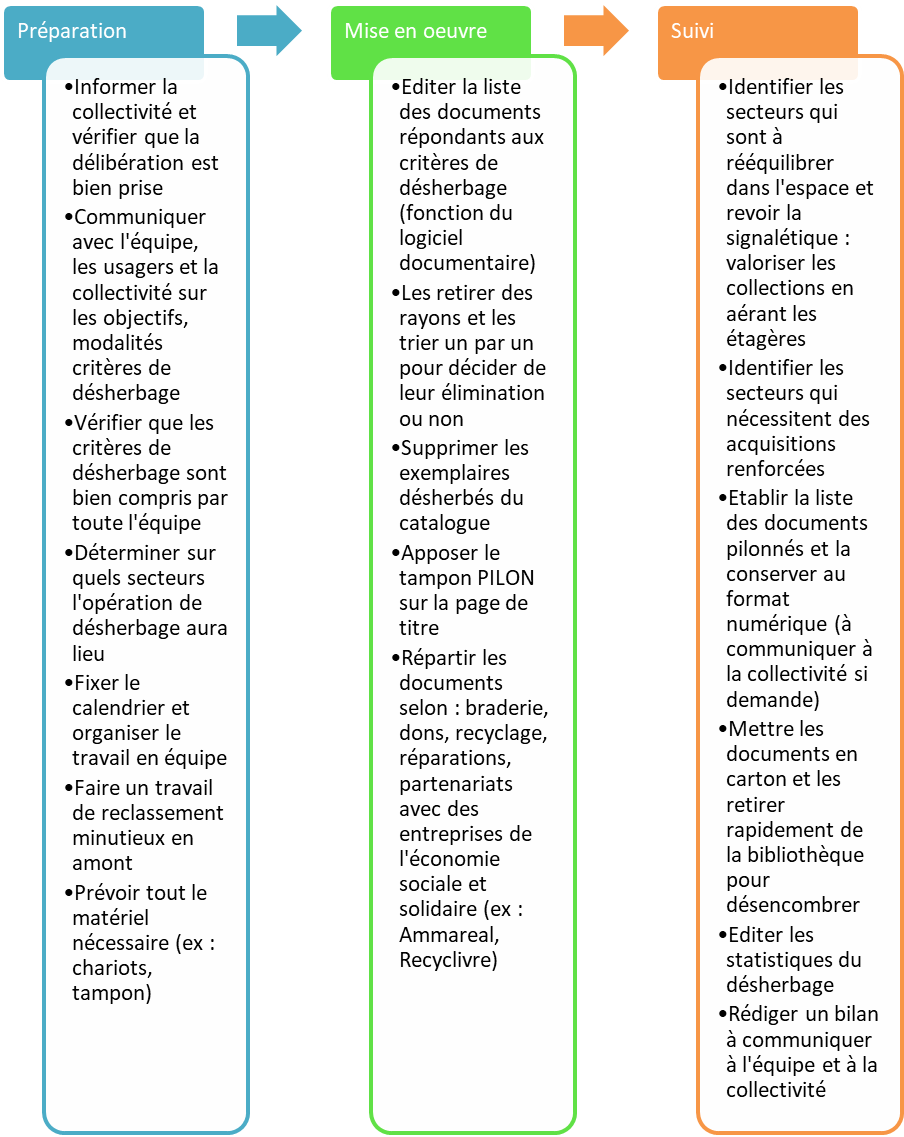 Préparation
•Informer la
collectivité et
vérifier que la
délibération est
bien prise
•Communiquer
avec l'équipe,
les usagers et la
collectivité sur
les objectifs,
modalités
critères de
désherbage
•Vérifier que les
critères de
désherbage sont
bien compris par
toute l'équipe
•Déterminer sur
quels secteurs
l'opération de
désherbage aura
lieu
•Fixer le
calendrier et
organiser le
travail en équipe
•Faire un travail
de reclassement
minutieux en
amont
•Prévoir tout le
matériel
nécessaire (ex :
chariots,
tampon)
Mise en oeuvre
•Editer la liste
des documents
répondants aux
critères de
désherbage
(fonction du
logiciel
documentaire)
•Les retirer des
rayons et les
trier un par un
pour décider de
leur élimination
ou non
•Supprimer les
exemplaires
désherbés du
catalogue
•Apposer le
tampon PILON
sur la page de
titre
•Répartir les
documents
selon : braderie,
dons, recyclage,
réparations,
partenariats
avec des
entreprises de
l'économie
sociale et
solidaire (ex :
Ammareal,
Recyclivre)
Suivi
•Identifier les
secteurs qui
sont à
rééquilibrer
dans l'espace et
revoir la
signalétique :
valoriser les
collections en
aérant les
étagères
•Identifier les
secteurs qui
nécessitent des
acquisitions
renforcées
•Etablir la liste
des documents
pilonnés et la
conserver au
format
numérique (à
communiquer à
la collectivité si
demande)
•Mettre les
documents en
carton et les
retirer
rapidement de
la bibliothèque
pour
désencombrer
•Editer les
statistiques du
désherbage
•Rédiger un bilan
à communiquer
à l'équipe et à la
collectivité